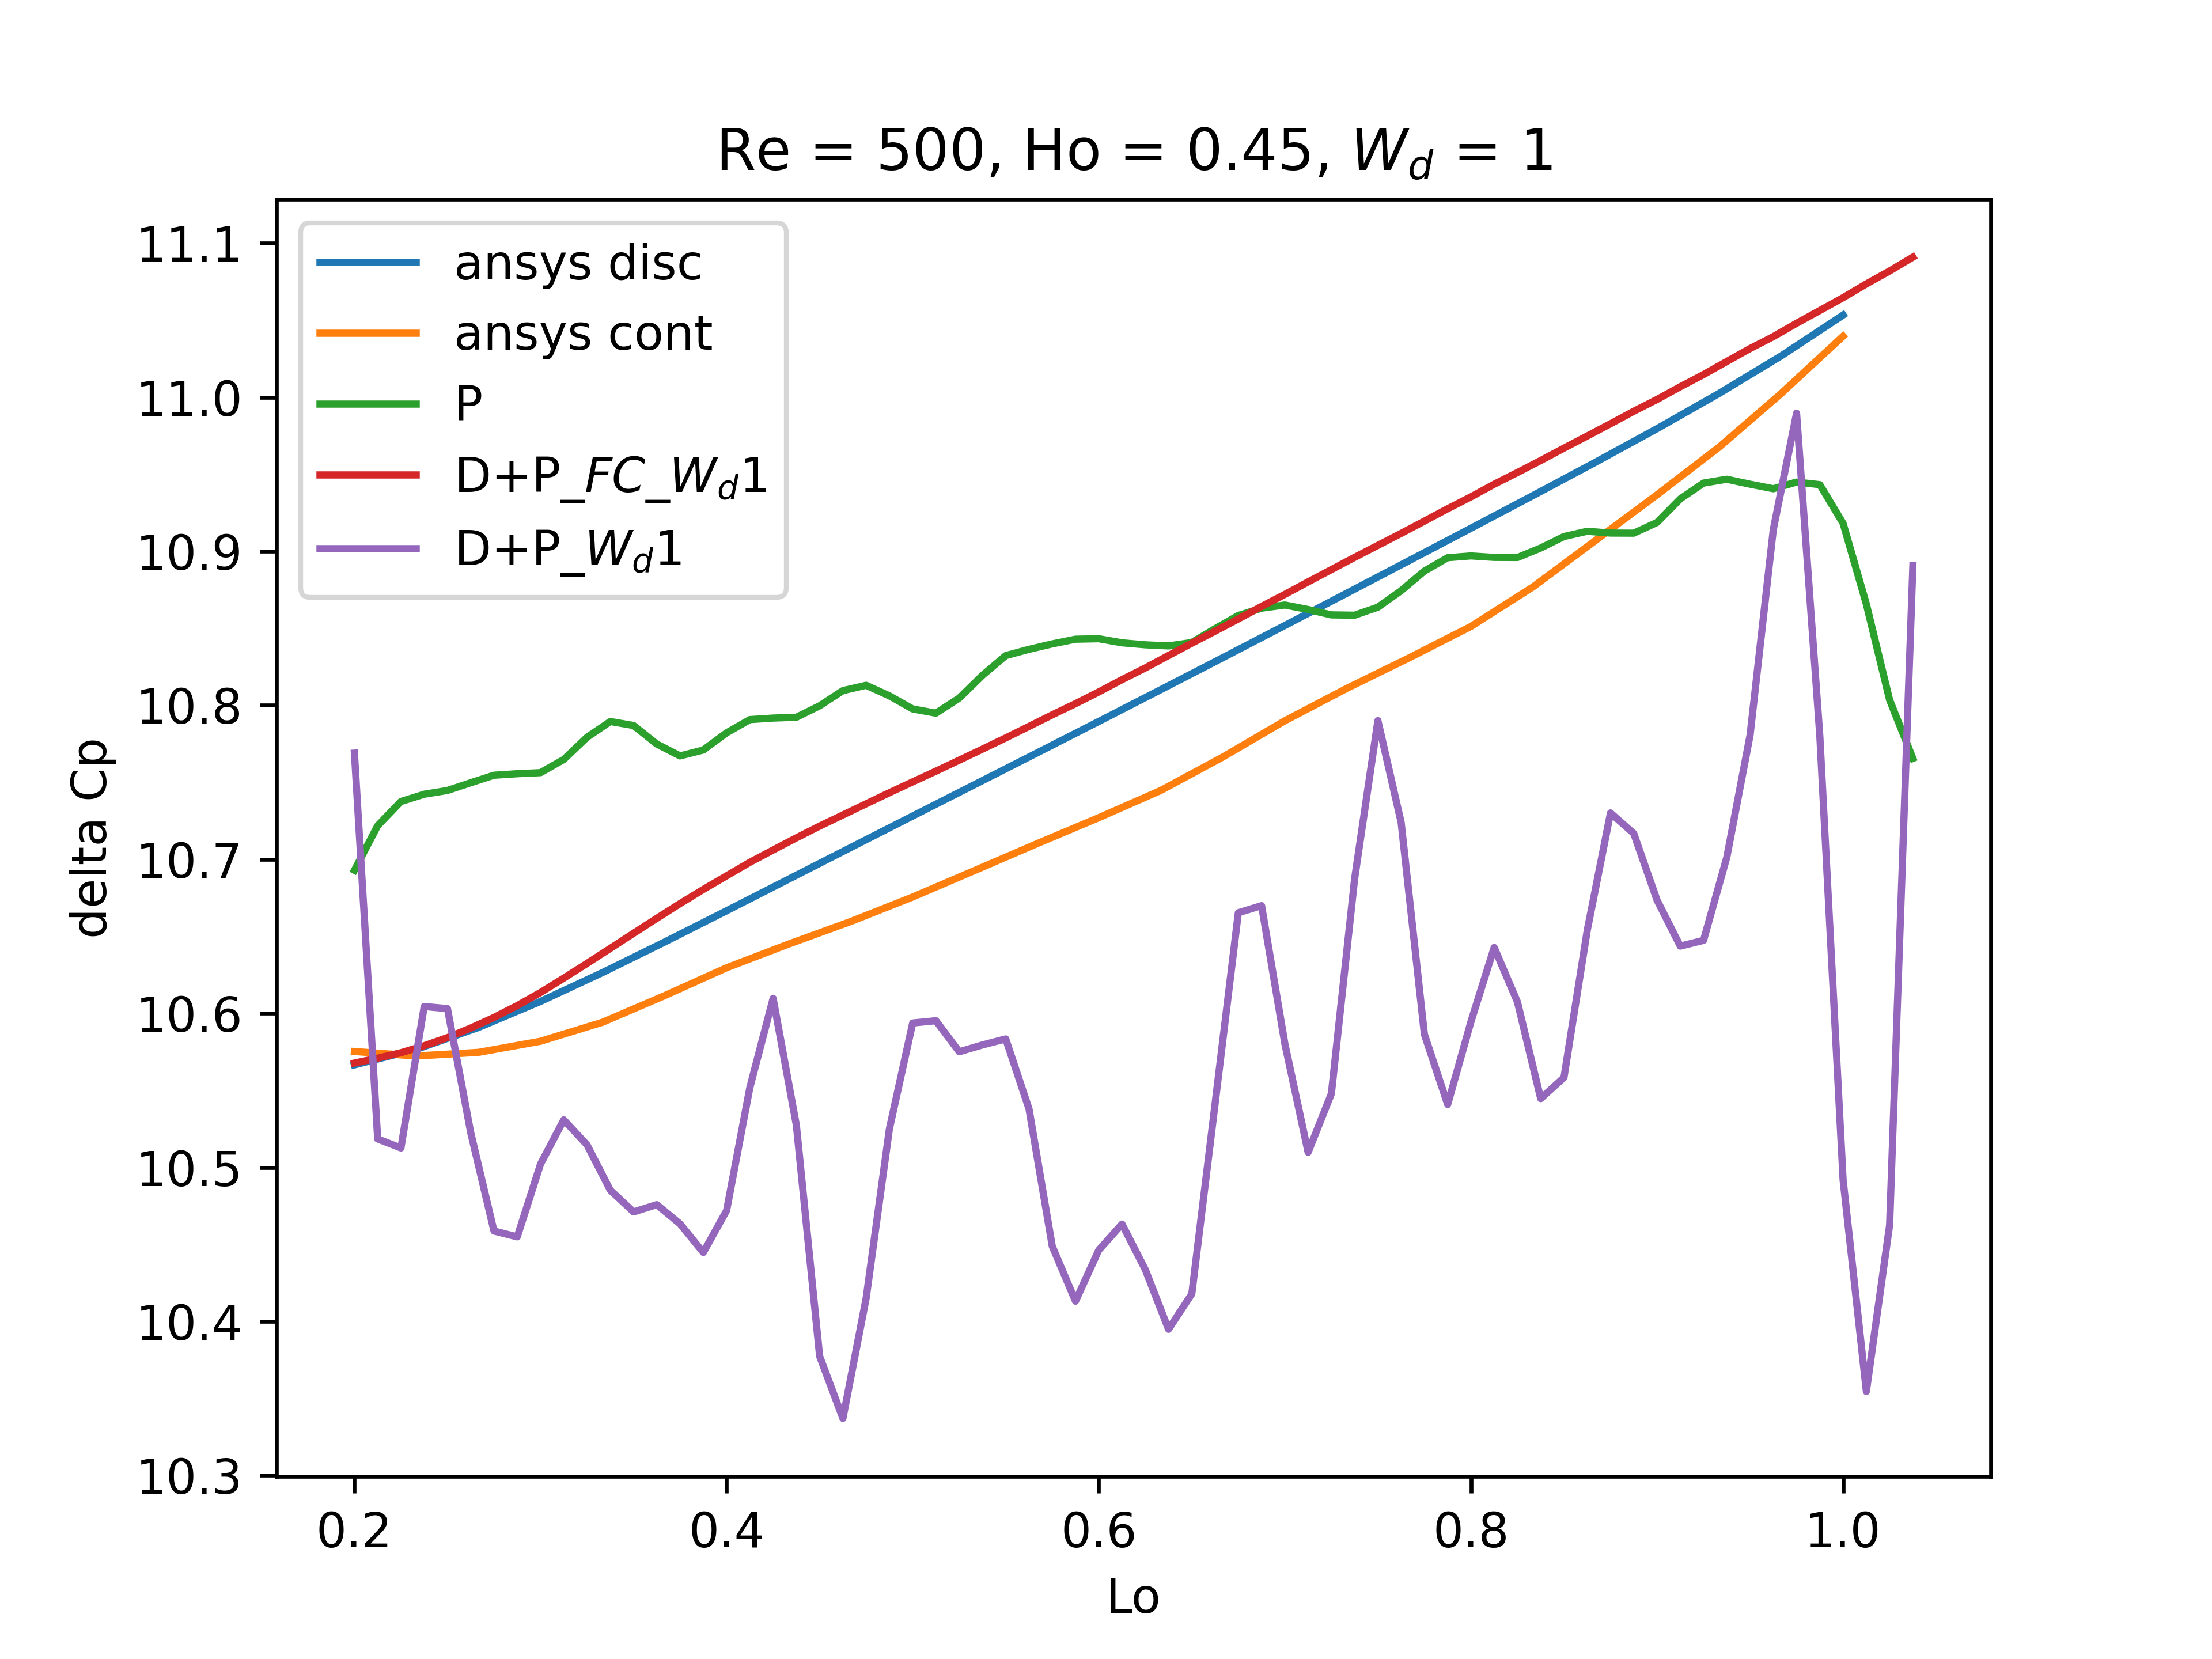 Re = 500, Ho = 0.45, W_d = 1
11.1
11.0
10.9
10.8
10.7
10.6
10.5
10.4
10.3
delta Cp
ansys disc
ansys cont
P
D+P_FC_W_d1
D+P_W_d1
0.2 0.4 0.6 0.8 1.0
Lo